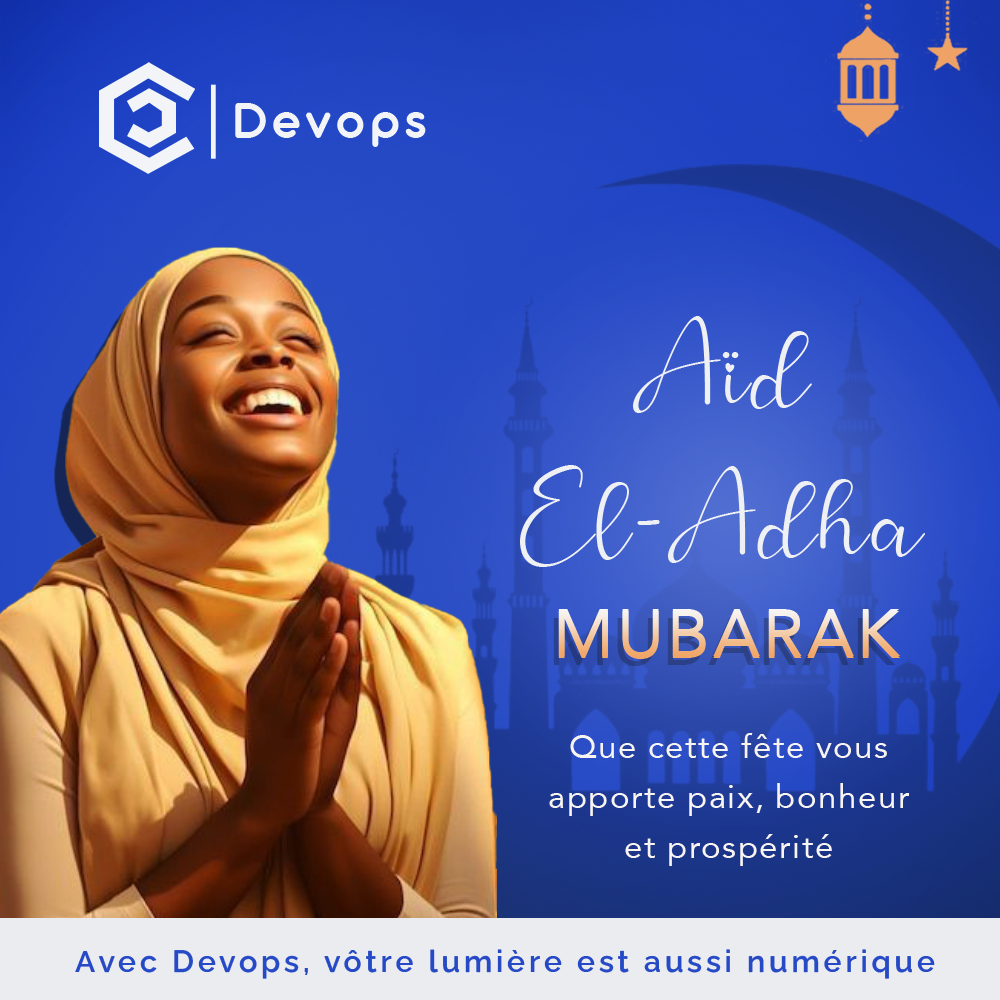 Devops
Aïd
El-Adha
MUBARAK
Que cette fête vous
apporte paix, bonheur
et prospérité
Avec Devops, vôtre lumière est aussi numérique